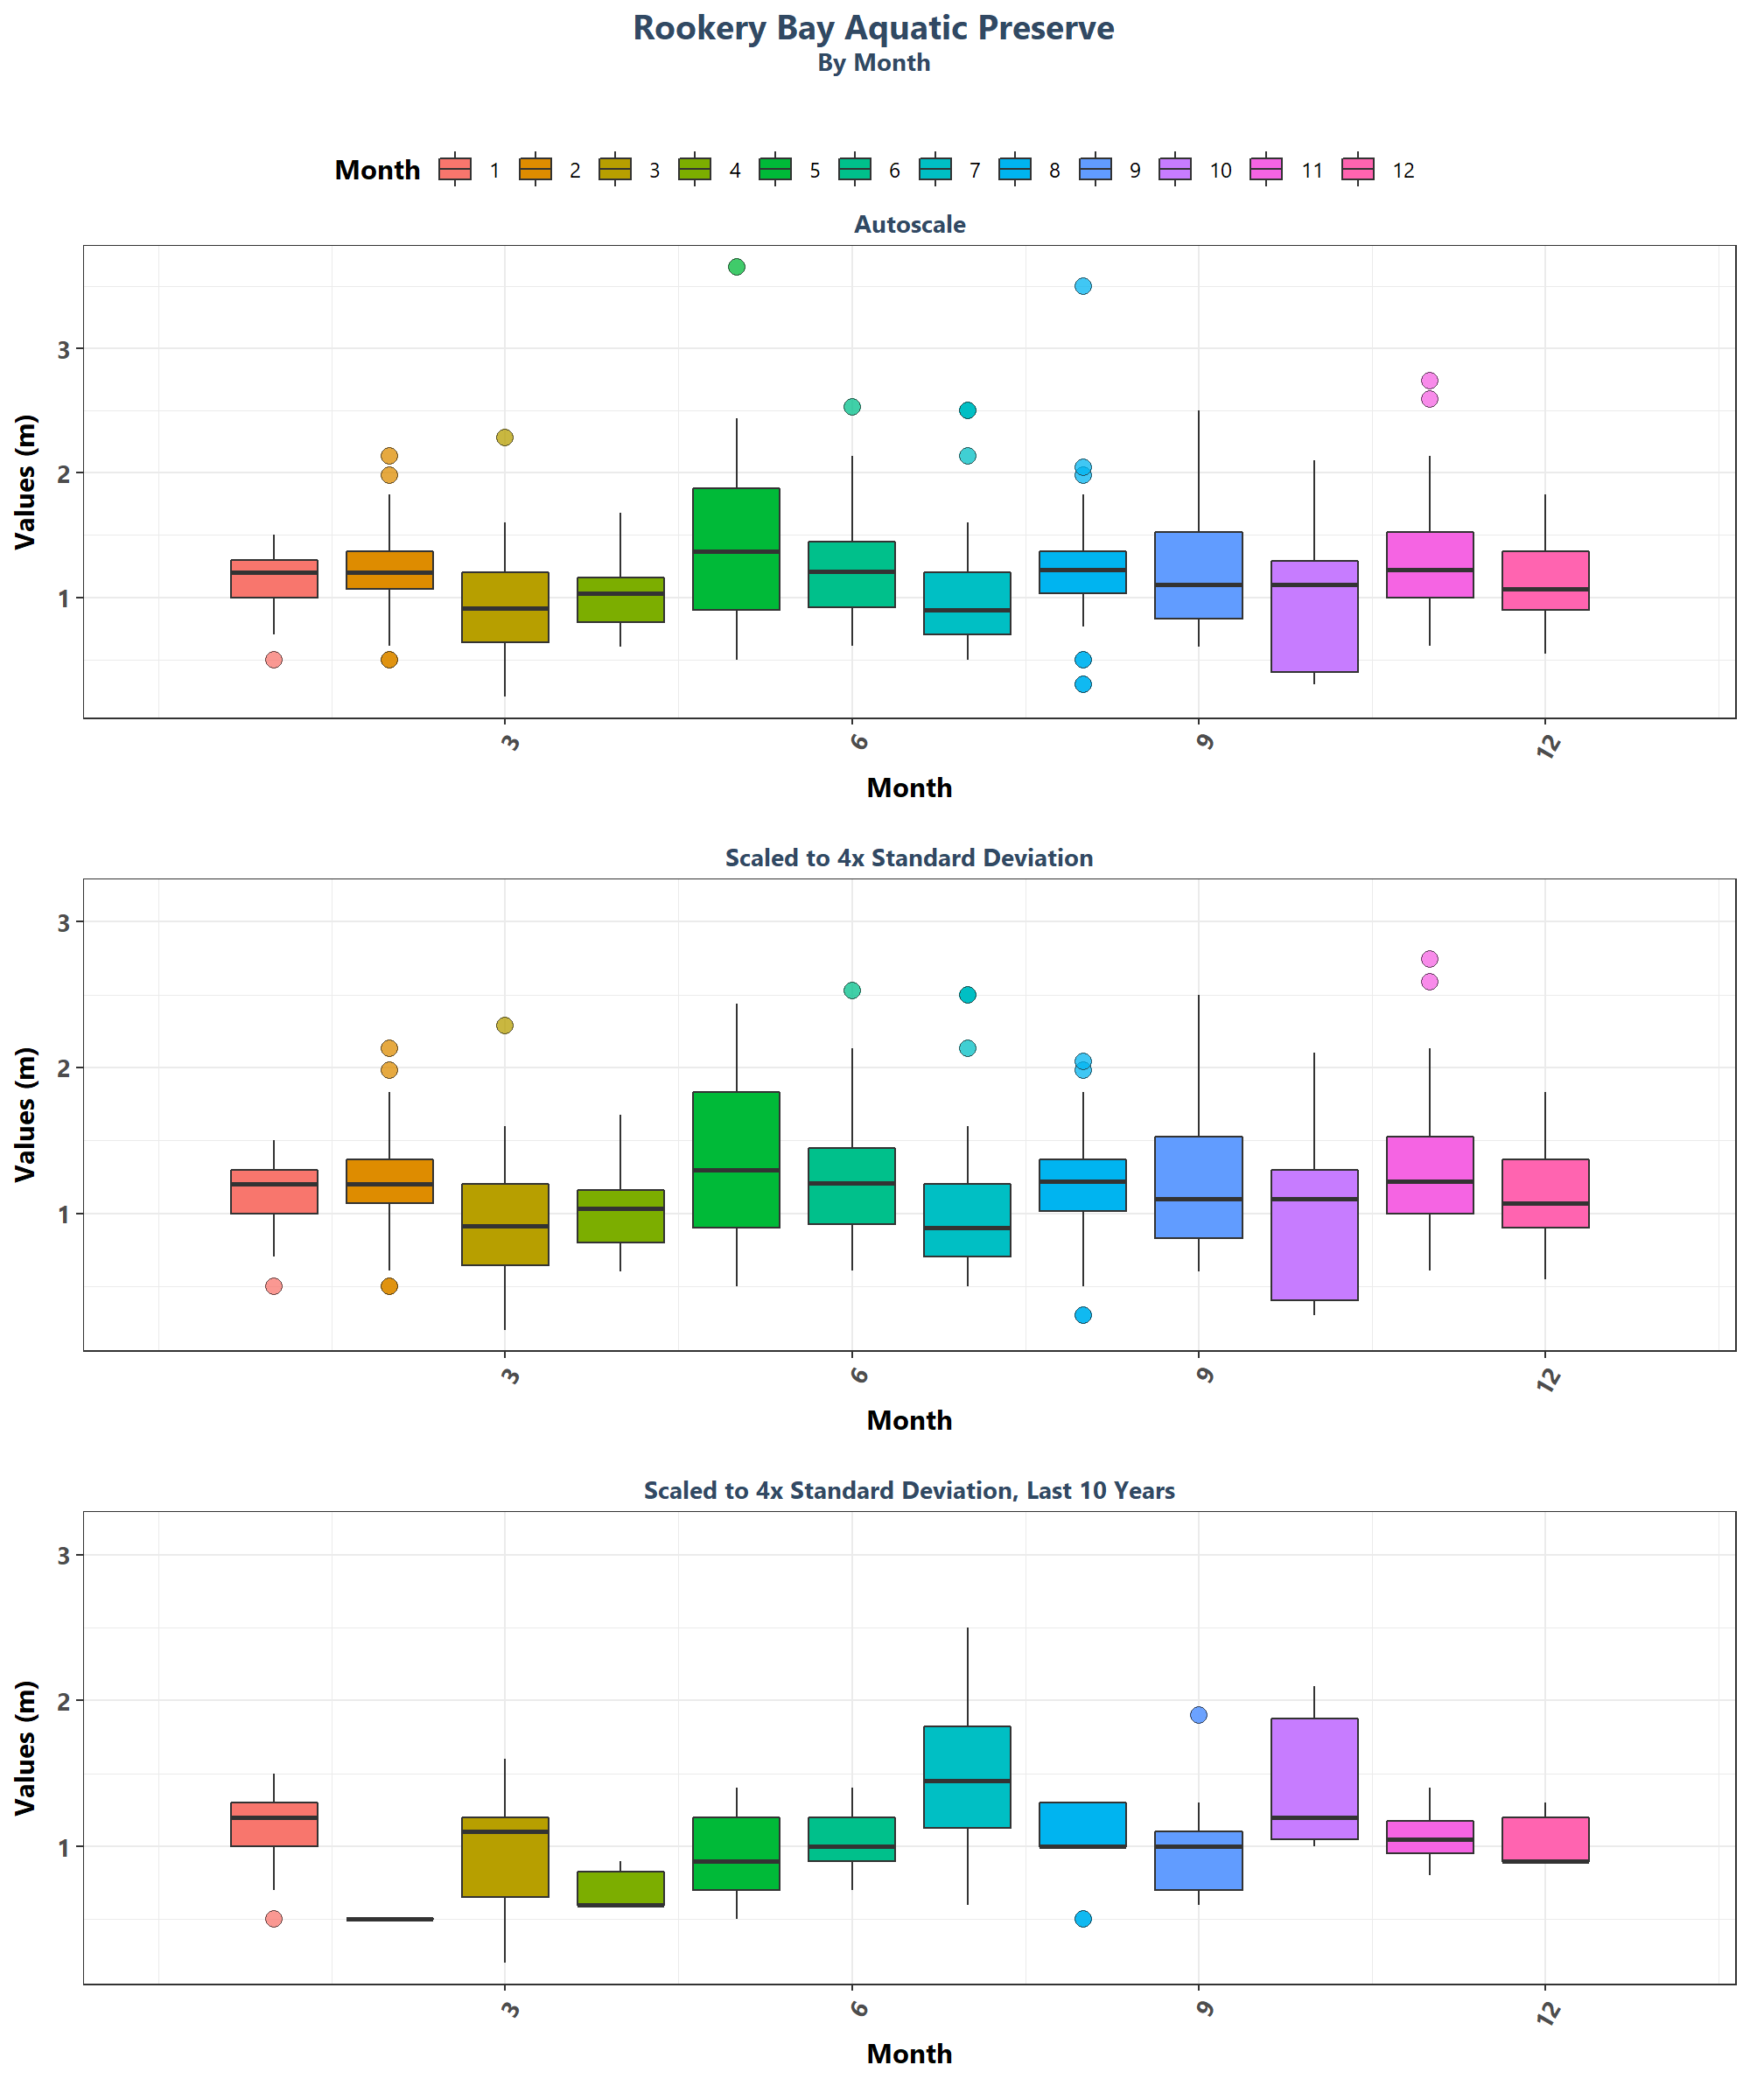 Rookery Bay Aquatic Preserve
By Month
Month 1 2 3 4 5 6 7 8 9 10 11 12
Autoscale
Values (m)
3
2
1
3 6 9 12
Month
Scaled to 4x Standard Deviation
Values (m)
3
2
1
3 6 9 12
Month
Scaled to 4x Standard Deviation, Last 10 Years
Values (m)
3
2
1
3 6 9 12
Month